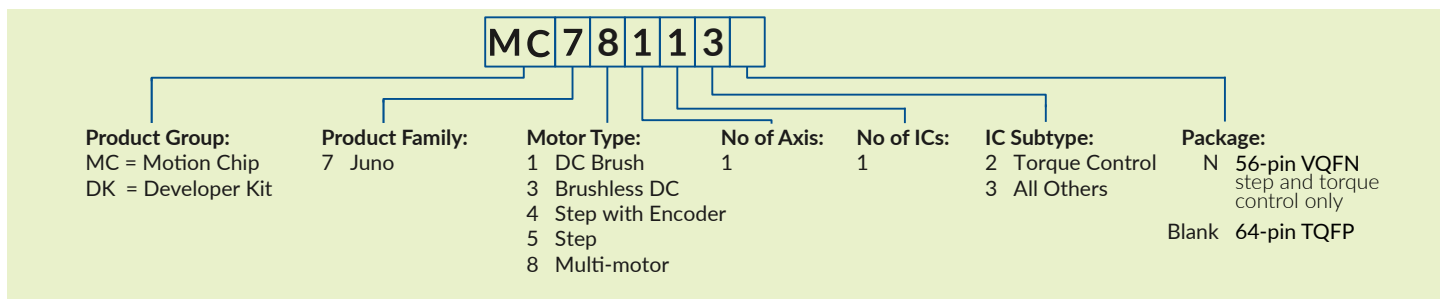 MC78113
Product Group:
MC = Motion Chip
DK = Developer Kit
Product Family:
7 Juno
Motor Type:
1 DC Brush
3 Brushless DC
4 Step with Encoder
5 Step
8 Multi-motor
No of Axis:
1
No of ICs:
1
IC Subtype:
2 Torque Control
3 All Others
Package:
N 56-pin VQFN
step and torque
control only
Blank 64-pin TQFP